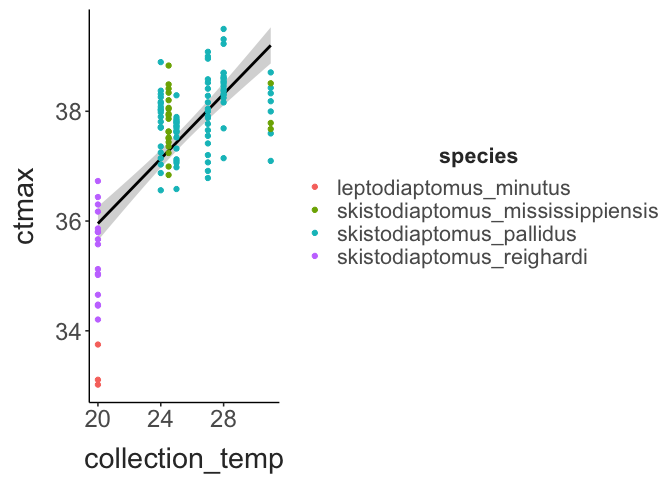 ctmax
38
36
34
20 24 28
collection_temp
species
leptodiaptomus_minutus
skistodiaptomus_mississippiensis
skistodiaptomus_pallidus
skistodiaptomus_reighardi